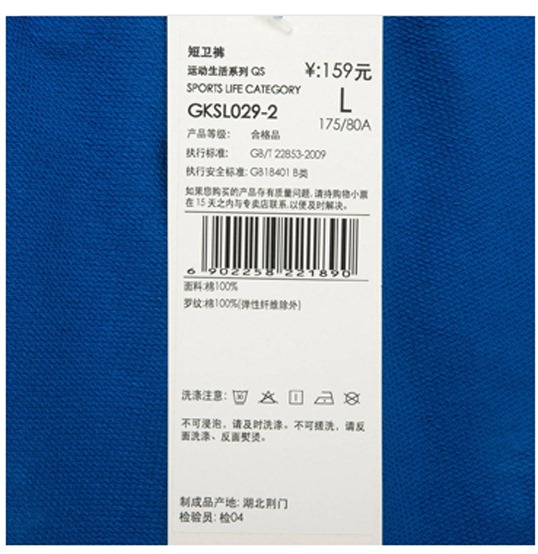 短卫裤
运动生活系列 QS
SPORTS LIFE CATEGORY
¥:159元
GKSL029-2
L
175/80A
产品等级: 合格品
执行标准: GB/T 22853-2009
执行安全标准: GB18401 B类
如果您购买的产品存有质量问题,请持购物小票
在 15 天之内与专卖店联系,以便及时解决。
6 902258 221890
面料:棉100%
罗纹:棉100%(弹性纤维除外)
洗涤注意:
不可浸泡，请及时洗涤。不可搓洗，请反
面洗涤、反面熨烫。
制成品产地: 湖北荆门
检验员: 检04